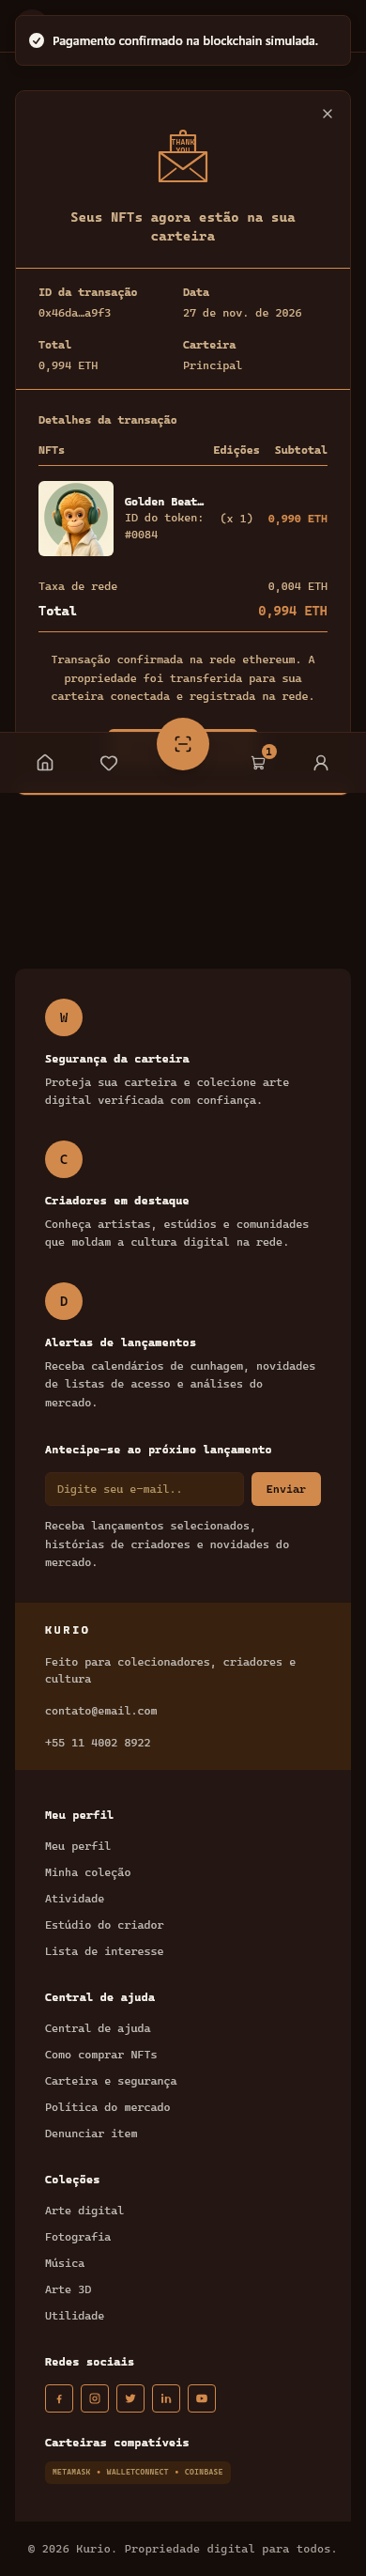 Pagamento confirmado na blockchain simulada.
THANK
YOU
Seus NFTs agora estão na sua
carteira
ID da transação
Data
0x46da…a9f3
27 de nov. de 2026
Total
Carteira
0,994 ETH
Principal
Detalhes da transação
NFTs Edições Subtotal
Golden Beat…
ID do token:
#0084
(x 1) 0,990 ETH
Taxa de rede 0,004 ETH
Total 0,994 ETH
Transação confirmada na rede ethereum. A
propriedade foi transferida para sua
carteira conectada e registrada na rede.
1
W
Segurança da carteira
Proteja sua carteira e colecione arte
digital verificada com confiança.
C
Criadores em destaque
Conheça artistas, estúdios e comunidades
que moldam a cultura digital na rede.
D
Alertas de lançamentos
Receba calendários de cunhagem, novidades
de listas de acesso e análises do
mercado.
Antecipe-se ao próximo lançamento
Digite seu e-mail..
Enviar
Receba lançamentos selecionados,
histórias de criadores e novidades do
mercado.
KURIO
Feito para colecionadores, criadores e
cultura
contato@email.com
+55 11 4002 8922
Meu perfil
Meu perfil
Minha coleção
Atividade
Estúdio do criador
Lista de interesse
Central de ajuda
Central de ajuda
Como comprar NFTs
Carteira e segurança
Política do mercado
Denunciar item
Coleções
Arte digital
Fotografia
Música
Arte 3D
Utilidade
Redes sociais
Carteiras compatíveis
METAMASK • WALLETCONNECT • COINBASE
© 2026 Kurio. Propriedade digital para todos.